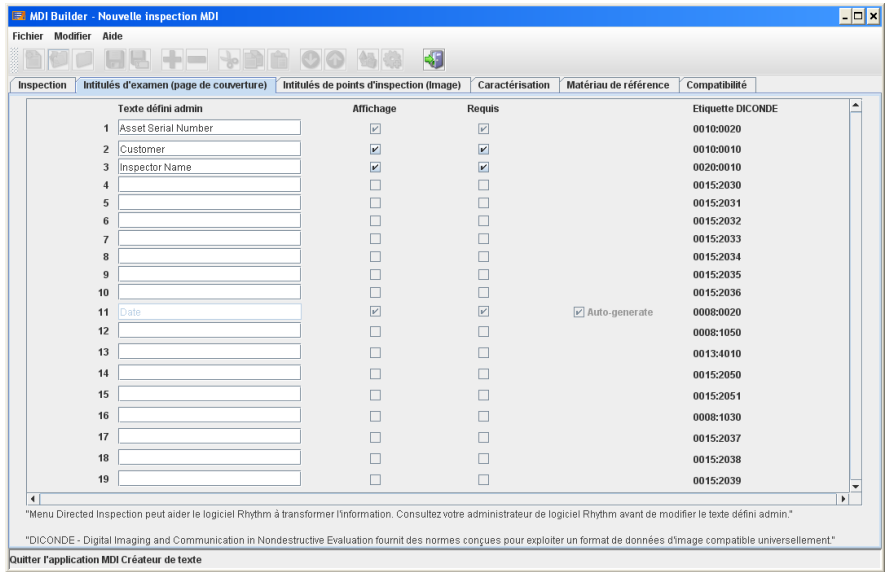 MDI Builder - Nouvelle inspection MDI
Fichier Modifier Aide
Inspection Intitulés d'examen (page de couverture) Intitulés de points d'inspection (Image) Caractérisation Matériau de référence Compatibilité
Texte défini admin Affichage Requis Etiquette DICONDE
1 Asset Serial Number 0010:0020
2 Customer 0010:0010
3 Inspector Name 0020:0010
4 0015:2030
5 0015:2031
6 0015:2032
7 0015:2033
8 0015:2034
9 0015:2035
10 0015:2036
11 Date Auto-generate 0008:0020
12 0008:1050
13 0013:4010
14 0015:2050
15 0015:2051
16 0008:1030
17 0015:2037
18 0015:2038
19 0015:2039
"Menu Directed Inspection peut aider le logiciel Rhythm à transformer l'information. Consultez votre administrateur de logiciel Rhythm avant de modifier le texte défini admin."
"DICONDE - Digital Imaging and Communication in Nondestructive Evaluation fournit des normes conçues pour exploiter un format de données d'image compatible universellement."
Quitter l'application MDI Créateur de texte